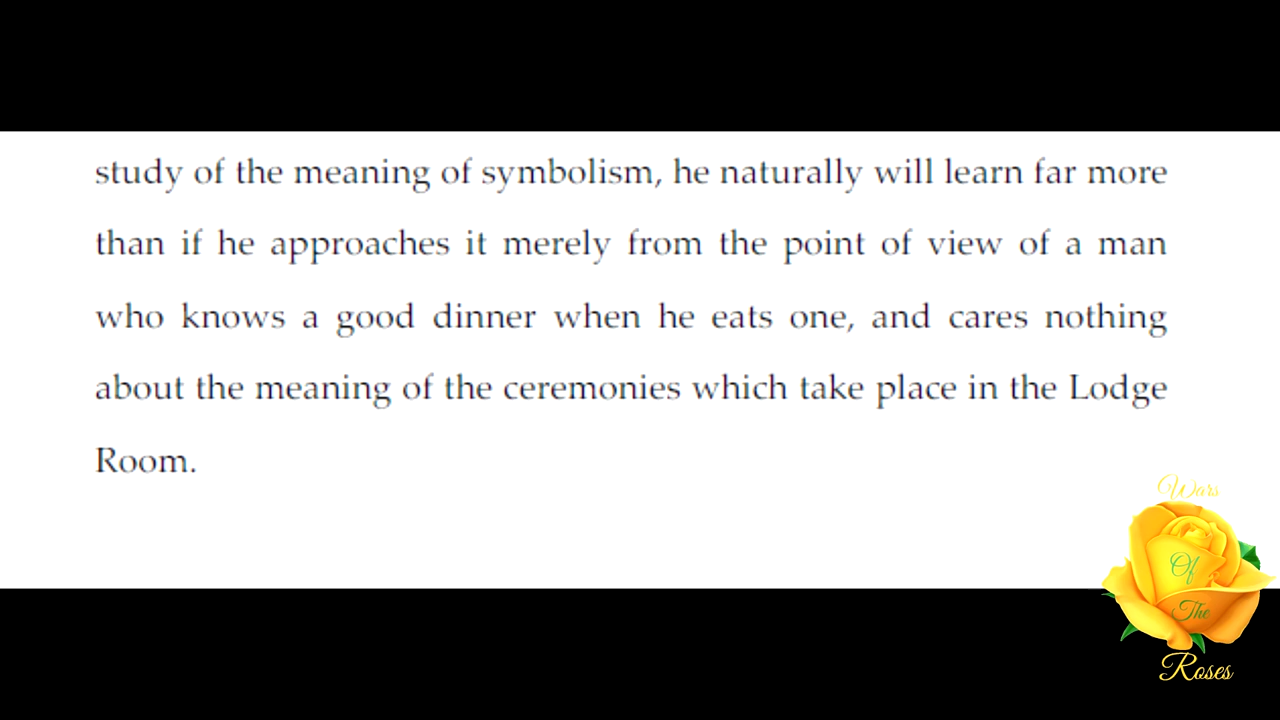 study of the meaning of symbolism, he naturally will learn far more
than if he approaches it merely from the point of view of a man
who knows a good dinner when he eats one, and cares nothing
about the meaning of the ceremonies which take place in the Lodge
Room.
Wars
Of
The
Roses